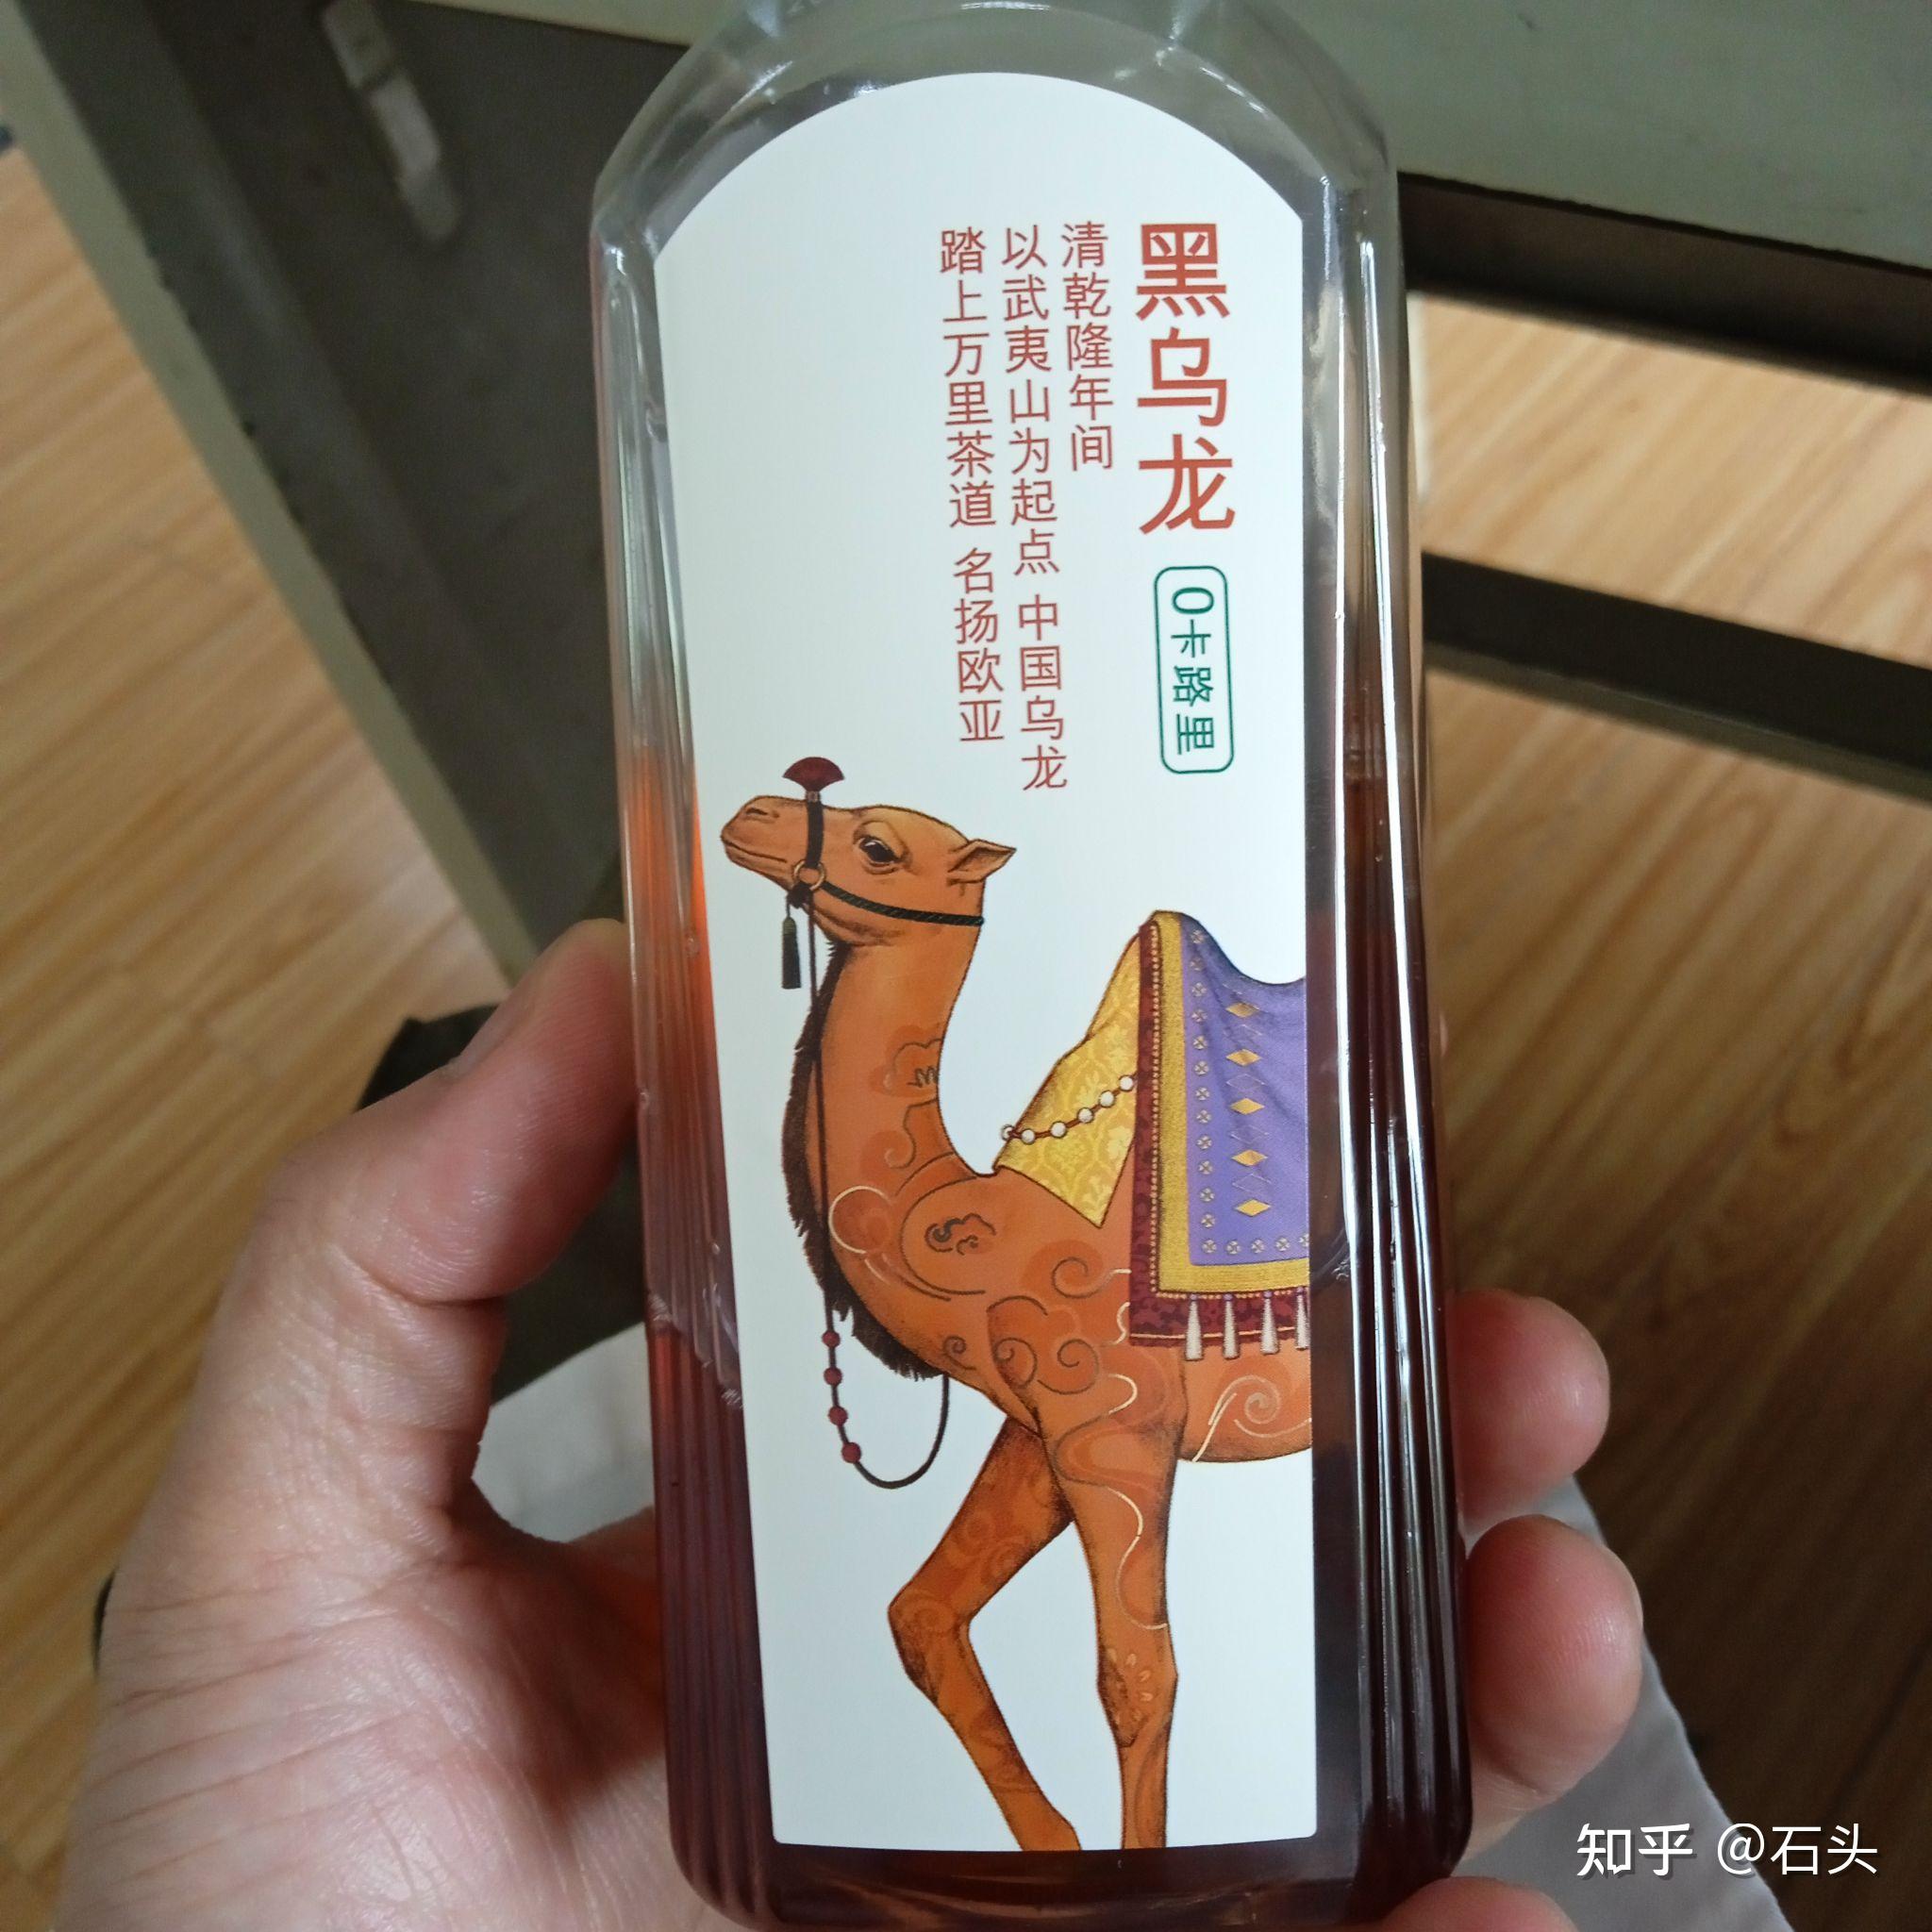 黑乌龙
0卡路里
清乾隆年间
以武夷山为起点 中国乌龙
踏上万里茶道 名扬欧亚
知乎 @石头